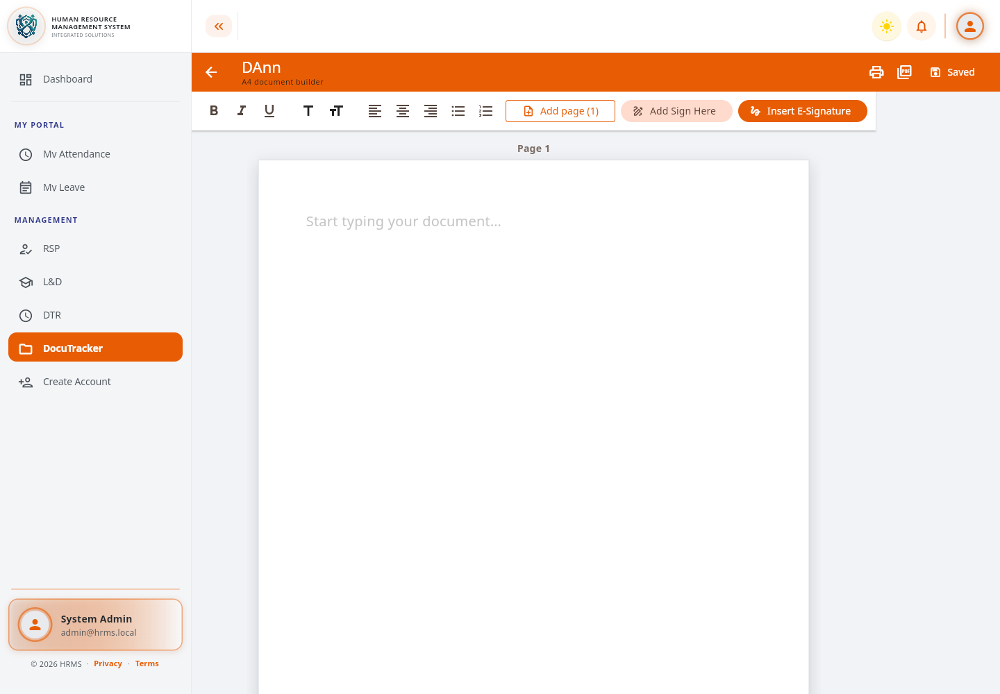 HUMAN RESOURCE
MANAGEMENT SYSTEM
INTEGRATED SOLUTIONS
Dashboard
MY PORTAL
My Attendance
My Leave
MANAGEMENT
RSP
L&D
DTR
DocuTracker
Create Account
System Admin
admin@hrms.local
© 2026 HRMS · Privacy · Terms
DAnn
A4 document builder
PDF
Saved
B I U T TT
Add page (1)
Add Sign Here
Insert E-Signature
Page 1
Start typing your document...